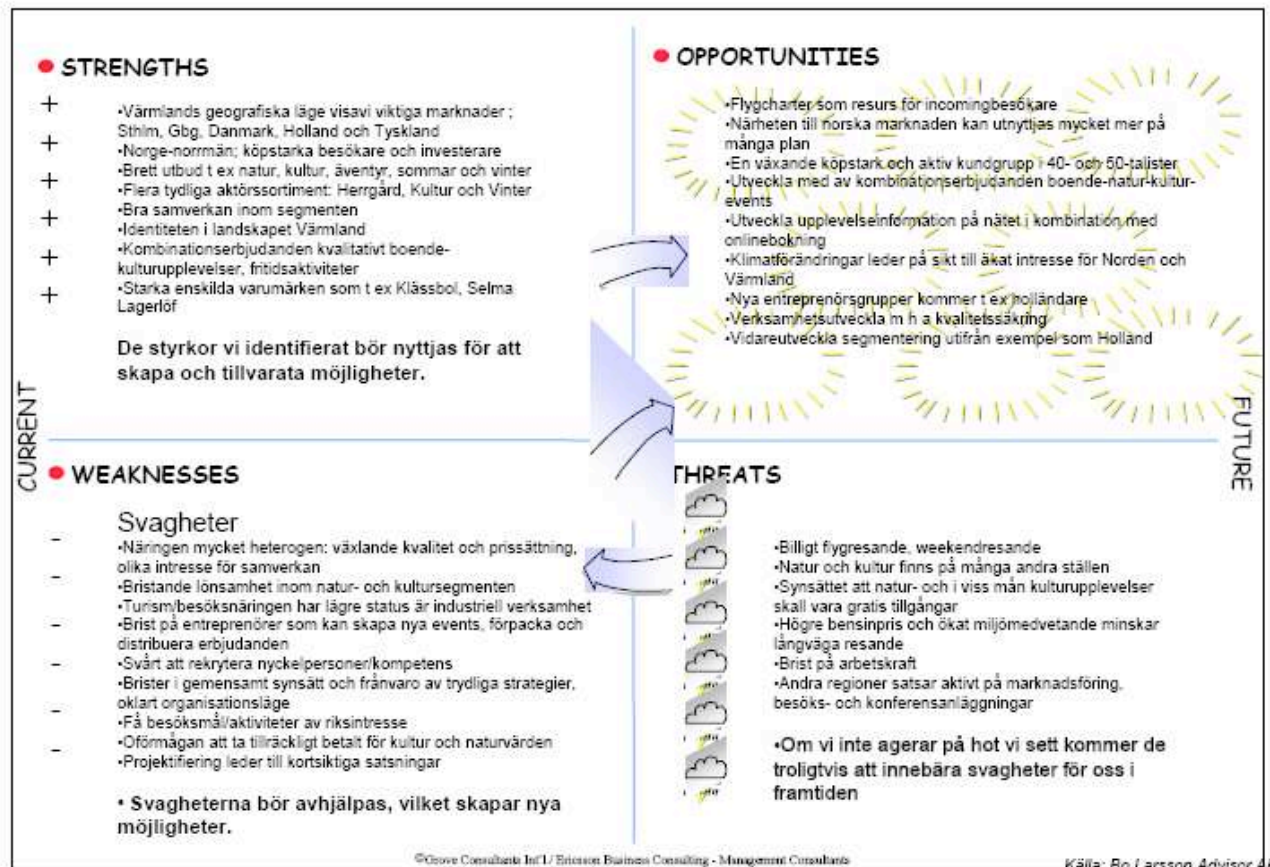 STRENGTHS
+
+
+
+
+
+
•Värmlands geografiska läge visavi viktiga marknader :
Sthlm, Gbg, Danmark, Holland och Tyskland
•Norge-norrmän; köpstarka besökare och investerare
•Brett utbud t ex natur, kultur, äventyr, sommar och vinter
•Flera tydliga aktörssortiment: Herrgård, Kultur och Vinter
•Bra samverkan inom segmenten
•Identiteten i landskapet Värmland
•Kombinationserbjudanden kvalitativt boende-
kulturupplevelser, fritidsaktiviteter
•Starka enskilda varumärken som t ex Klässbol, Selma
Lagerlöf
De styrkor vi identifierat bör nyttjas för att
skapa och tillvarata möjligheter.
OPPORTUNITIES
•Flygcharter som resurs för incomingbesökare
•Närheten till norska marknaden kan utnyttjas mycket mer på
många plan
•En växande köpstark och aktiv kundgrupp i 40- och 50-talister
•Utveckla med av kombinationserbjudanden boende-natur-kultur-
events
•Utveckla upplevelseinformation på nätet i kombination med
onlinebokning
•Klimatförändringar leder på sikt till äkat intresse för Norden och
Värmland
•Nya entreprenörsgrupper kommer t ex holländare
•Verksamhetsutveckla m h a kvalitetssäkring
•Vidareutveckla segmentering utifrån exempel som Holland
CURRENT
FUTURE
WEAKNESSES
Svagheter
-
-
-
-
-
-
•Näringen mycket heterogen: växlande kvalitet och prissättning,
olika intresse för samverkan
•Bristande lönsamhet inom natur- och kultursegmenten
•Turism/besöksnäringen har lägre status är industriell verksamhet
•Brist på entreprenörer som kan skapa nya events, förpacka och
distribuera erbjudanden
•Svårt att rekrytera nyckelpersoner/kompetens
•Brister i gemensamt synsätt och frånvaro av trydliga strategier,
oklart organisationsläge
•Få besöksmål/aktiviteter av riksintresse
•Oförmågan att ta tillräckligt betalt för kultur och naturvärden
•Projektifiering leder till kortsiktiga satsningar
• Svagheterna bör avhjälpas, vilket skapar nya
möjligheter.
THREATS
•Billigt flygresande, weekendresande
•Natur och kultur finns på många andra ställen
•Synsättet att natur- och i viss mån kulturupplevelser
skall vara gratis tillgångar
•Högre bensinpris och ökat miljömedvetande minskar
långväga resande
•Brist på arbetskraft
•Andra regioner satsar aktivt på marknadsföring,
besöks- och konferensanläggningar
•Om vi inte agerar på hot vi sett kommer de
troligtvis att innebära svagheter för oss i
framtiden
©Grove Consultants Int'l / Ericsson Business Consulting - Management Consultants
Källa: Bo Larsson Advisor